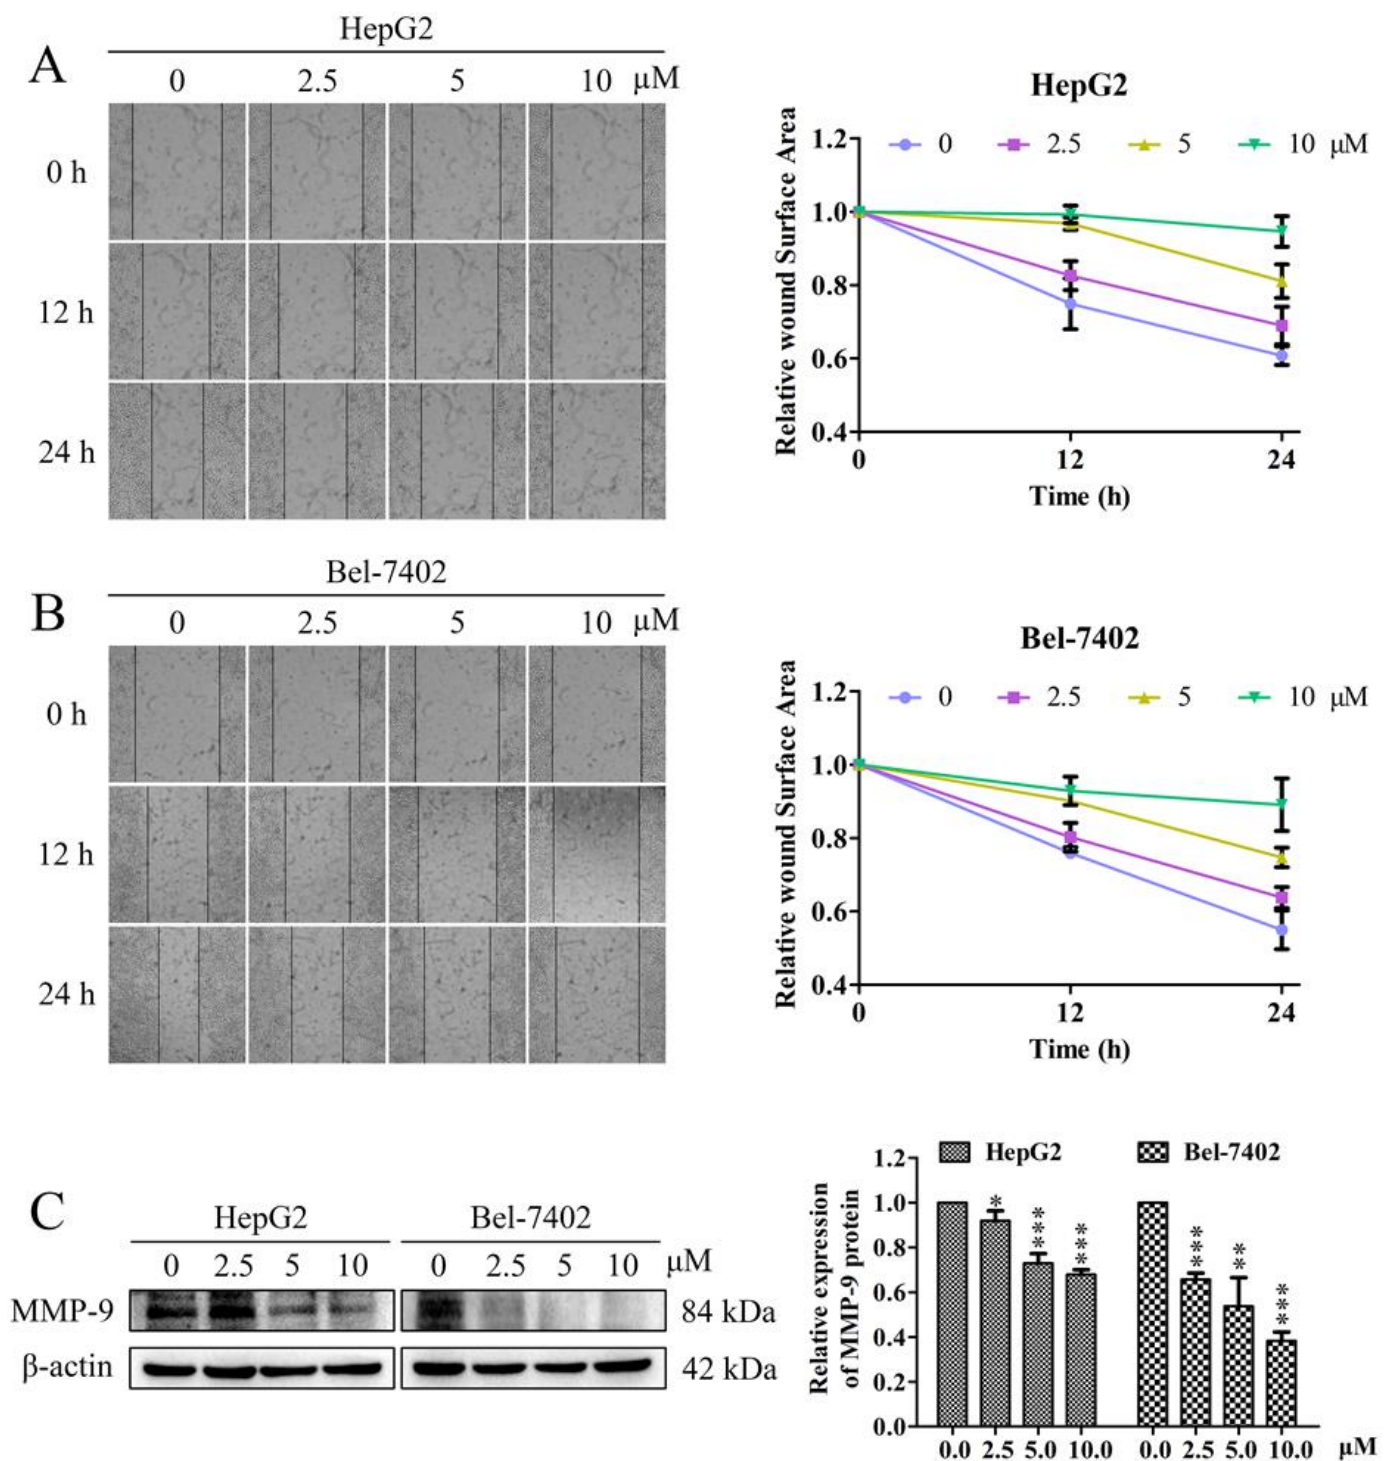 A
HepG2
0 2.5 5 10 μM
0 h
12 h
24 h
HepG2
0 2.5 5 10 μM
Relative wound Surface Area
1.2
1.0
0.8
0.6
0.4
0 12 24
Time (h)
B
Bel-7402
0 2.5 5 10 μM
0 h
12 h
24 h
Bel-7402
0 2.5 5 10 μM
Relative wound Surface Area
1.2
1.0
0.8
0.6
0.4
0 12 24
Time (h)
C
HepG2 Bel-7402
0 2.5 5 10 0 2.5 5 10 μM
MMP-9 84 kDa
β-actin 42 kDa
HepG2 Bel-7402
Relative expression
of MMP-9 protein
1.2
1.0
0.8
0.6
0.4
0.2
0.0
* *** *** *** ** ***
0.0 2.5 5.0 10.0 0.0 2.5 5.0 10.0 μM